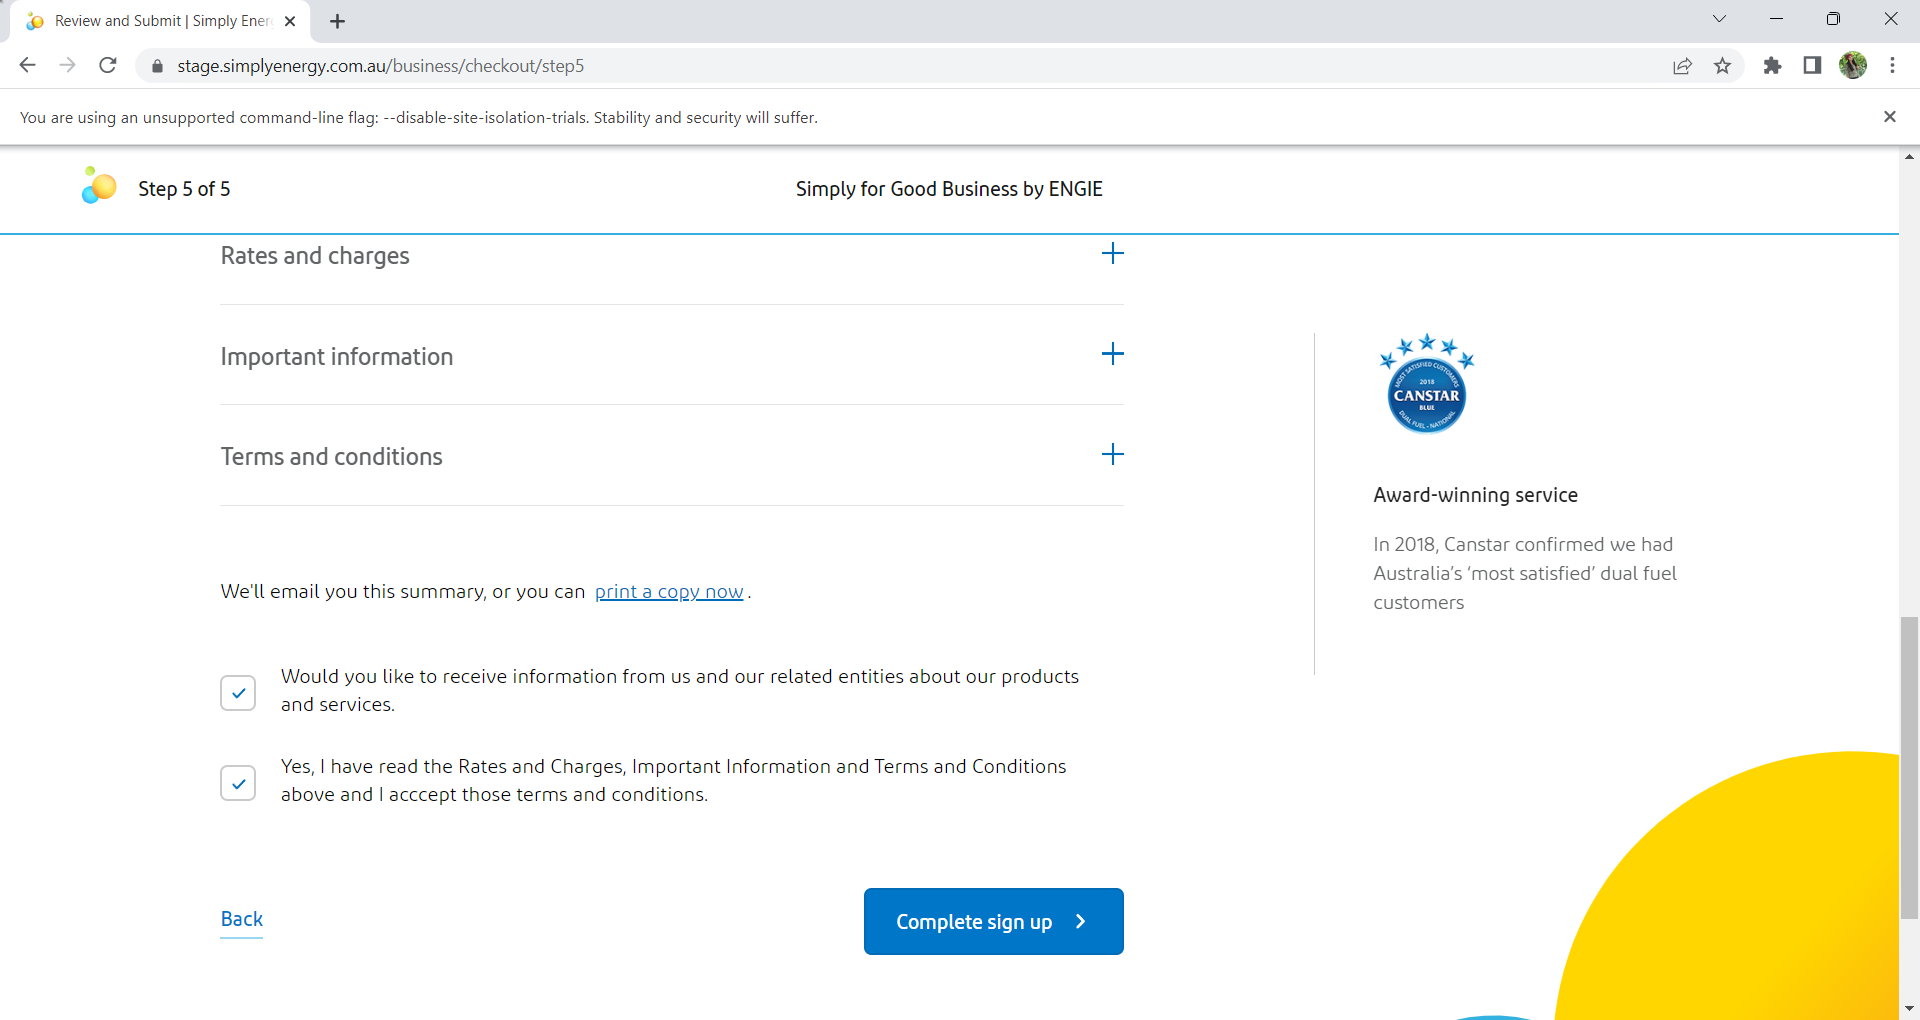 Review and Submit | Simply Ener
stage.simplyenergy.com.au/business/checkout/step5
You are using an unsupported command-line flag: --disable-site-isolation-trials. Stability and security will suffer.
Step 5 of 5
Simply for Good Business by ENGIE
Rates and charges
Important information
Terms and conditions
We'll email you this summary, or you can print a copy now.
Would you like to receive information from us and our related entities about our products
and services.
Yes, I have read the Rates and Charges, Important Information and Terms and Conditions
above and I acccept those terms and conditions.
Back
Complete sign up
MOST SATISFIED CUSTOMERS
2018
CANSTAR
BLUE
DUAL FUEL - NATIONAL
Award-winning service
In 2018, Canstar confirmed we had
Australia's 'most satisfied' dual fuel
customers